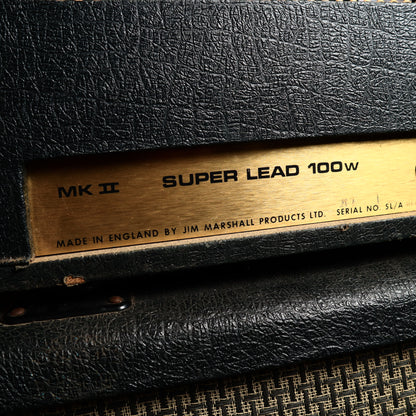 MK II SUPER LEAD 100W
MADE IN ENGLAND BY JIM MARSHALL PRODUCTS LTD. SERIAL NO. SL/A